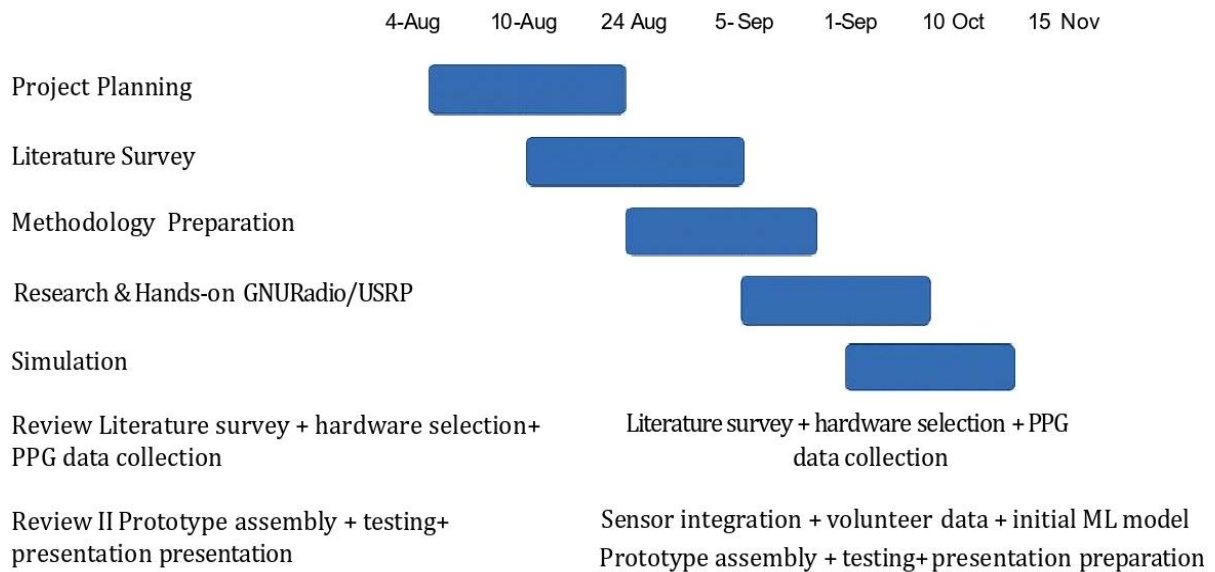 4-Aug 10-Aug 24 Aug 5-Sep 1-Sep 10 Oct 15 Nov
Project Planning
Literature Survey
Methodology Preparation
Research & Hands-on GNURadio/USRP
Simulation
Review Literature survey + hardware selection+
PPG data collection
Literature survey + hardware selection + PPG
data collection
Review II Prototype assembly + testing+
presentation presentation
Sensor integration + volunteer data + initial ML model
Prototype assembly + testing+ presentation preparation